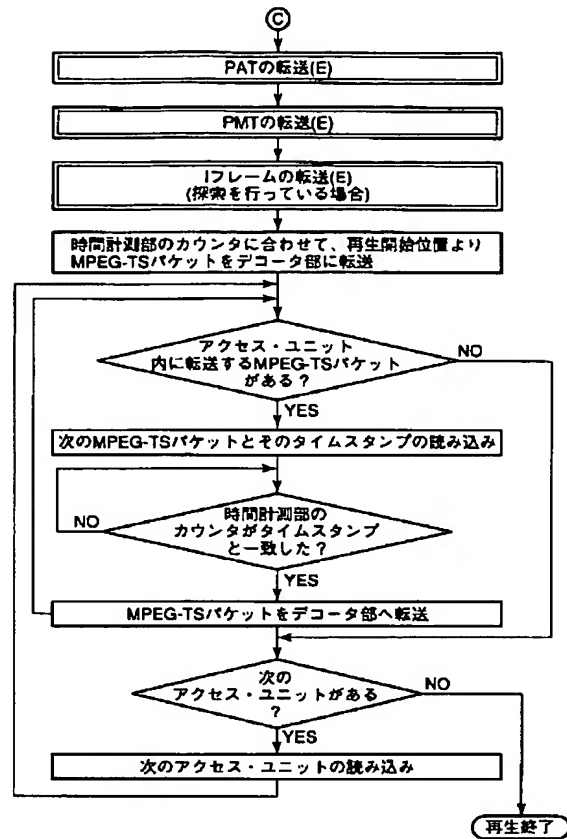 C
PATの転送(E)
PMTの転送(E)
Iフレームの転送(E)
(探索を行っている場合)
時間計測部のカウンタに合わせて、再生開始位置より
MPEG-TSパケットをデコータ部に転送
アクセス・ユニット
内に転送するMPEG-TSパケット
がある?
NO
YES
次のMPEG-TSパケットとそのタイムスタンプの読み込み
時間計測部の
カウンタがタイムスタンプ
と一致した?
NO
YES
MPEG-TSパケットをデコータ部へ転送
次の
アクセス・ユニットがある
?
NO
YES
次のアクセス・ユニットの読み込み
再生終了